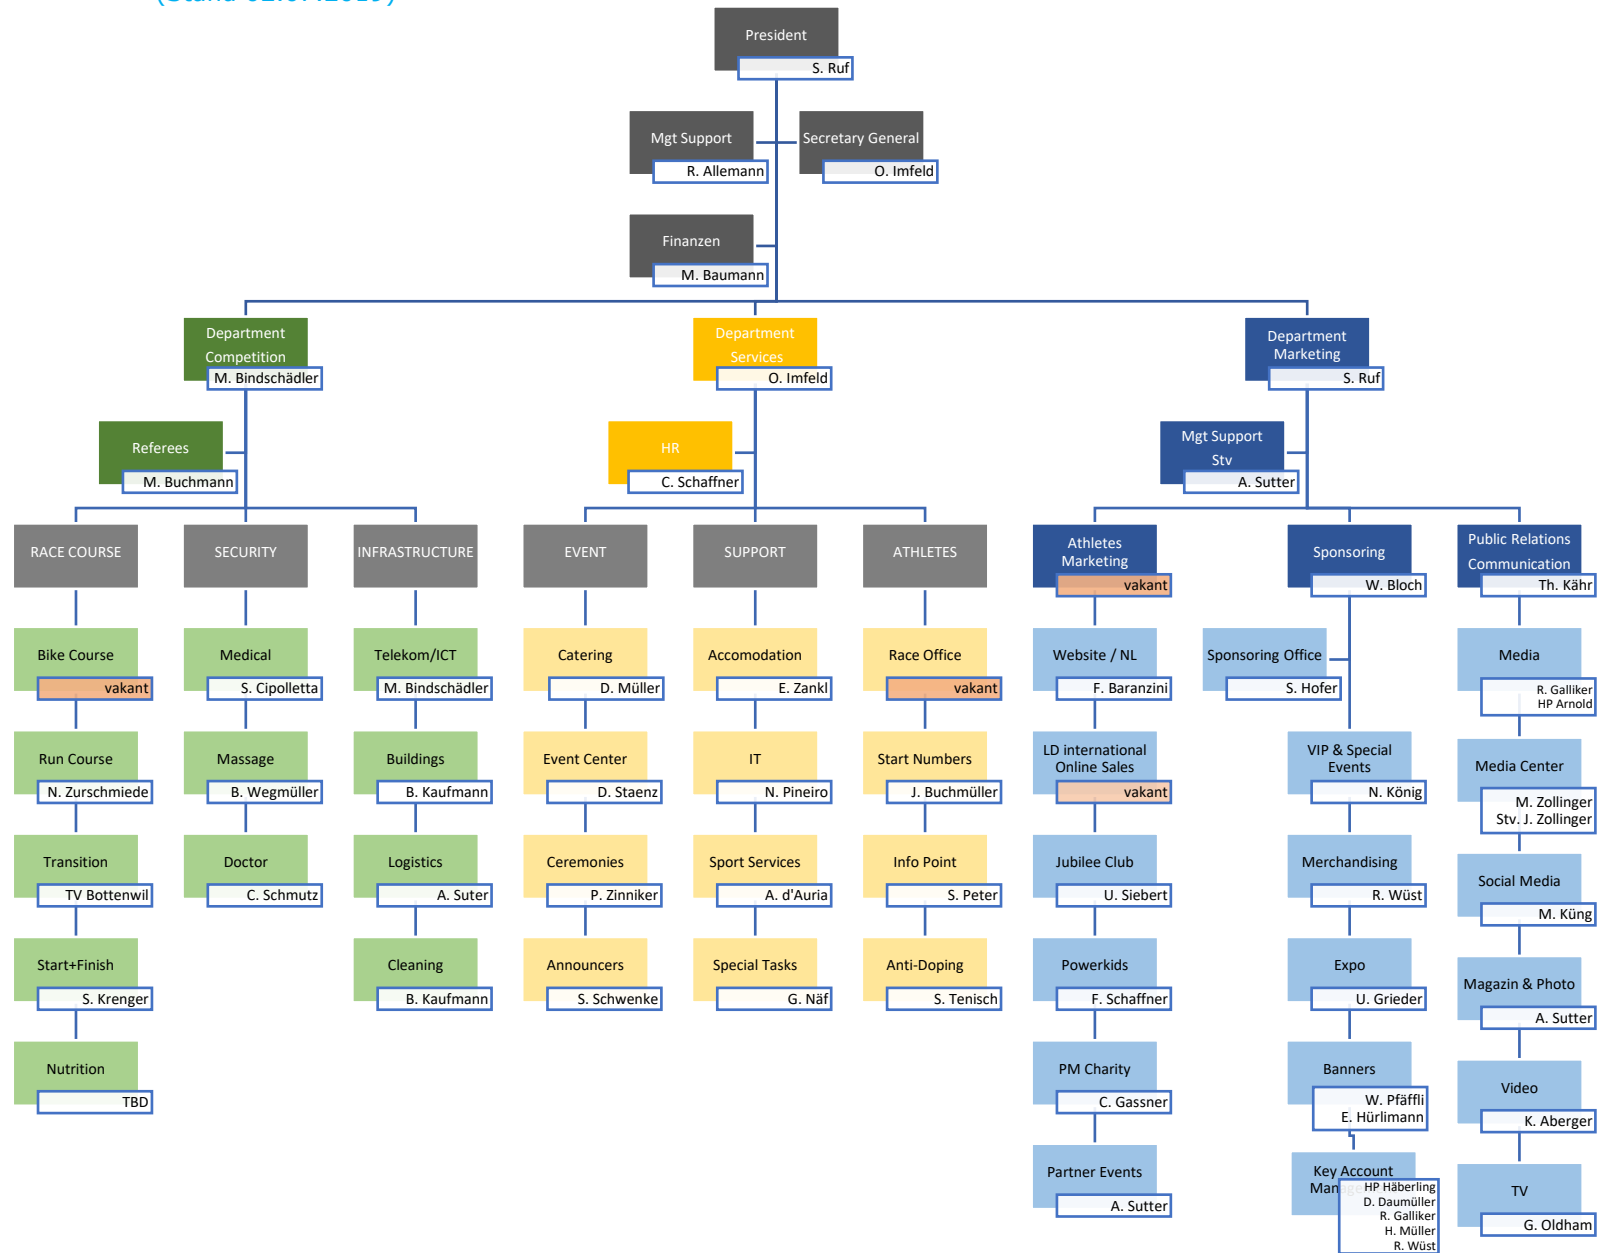 President
S. Ruf
Mgt Support
R. Allemann
Secretary General
O. Imfeld
Finanzen
M. Baumann
Department
Competition
M. Bindschädler
Department
Services
O. Imfeld
Department
Marketing
S. Ruf
Referees
M. Buchmann
HR
C. Schaffner
Mgt Support
Stv
A. Sutter
RACE COURSE
Bike Course
vakant
Run Course
N. Zurschmiede
Transition
TV Bottenwil
Start+Finish
S. Krenger
Nutrition
TBD
SECURITY
Medical
S. Cipolletta
Massage
B. Wegmüller
Doctor
C. Schmutz
INFRASTRUCTURE
Telekom/ICT
M. Bindschädler
Buildings
B. Kaufmann
Logistics
A. Suter
Cleaning
B. Kaufmann
EVENT
Catering
D. Müller
Event Center
D. Staenz
Ceremonies
P. Zinniker
Announcers
S. Schwenke
SUPPORT
Accomodation
E. Zankl
IT
N. Pineiro
Sport Services
A. d'Auria
Special Tasks
G. Näf
ATHLETES
Race Office
vakant
Start Numbers
J. Buchmüller
Info Point
S. Peter
Anti-Doping
S. Tenisch
Athletes
Marketing
vakant
Website / NL
F. Baranzini
LD international
Online Sales
vakant
Jubilee Club
U. Siebert
Powerkids
F. Schaffner
PM Charity
C. Gassner
Partner Events
A. Sutter
Sponsoring
W. Bloch
Sponsoring Office
S. Hofer
VIP & Special
Events
N. König
Merchandising
R. Wüst
Expo
U. Grieder
Banners
W. Pfäffli
E. Hürlimann
Key Account
HP Häberling
D. Daumüller
R. Galliker
H. Müller
R. Wüst
Public Relations
Communication
Th. Kähr
Media
R. Galliker
HP Arnold
Media Center
M. Zollinger
Stv. J. Zollinger
Social Media
M. Küng
Magazin & Photo
A. Sutter
Video
K. Aberger
TV
G. Oldham